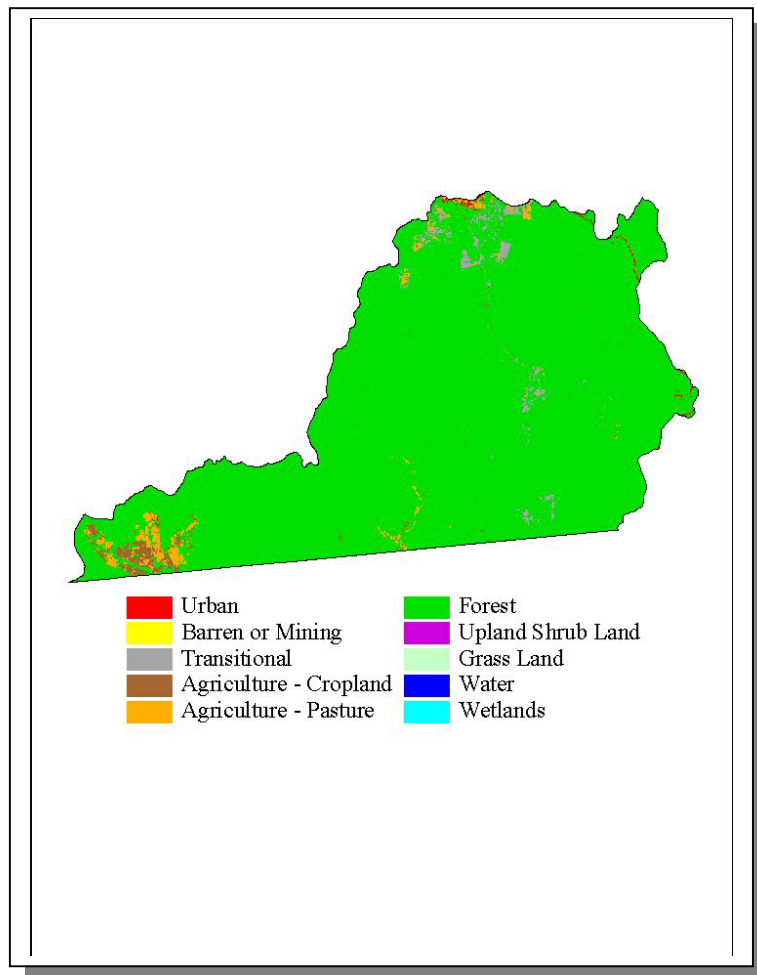 Urban
Barren or Mining
Transitional
Agriculture - Cropland
Agriculture - Pasture
Forest
Upland Shrub Land
Grass Land
Water
Wetlands